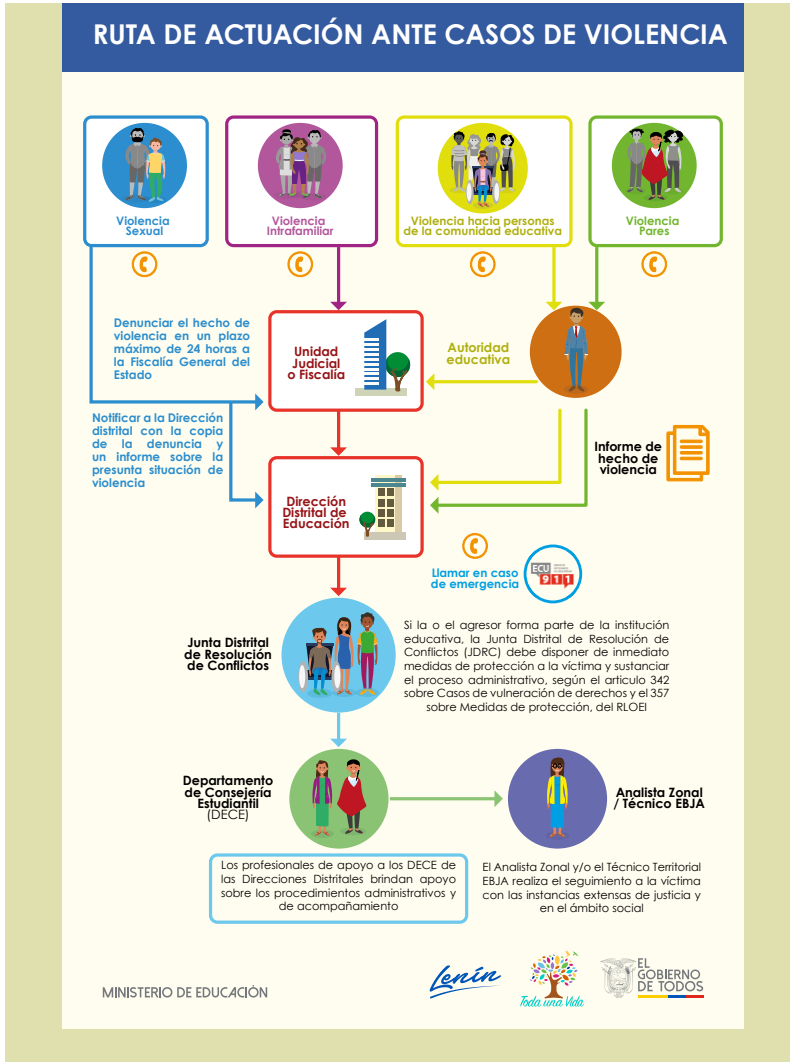 RUTA DE ACTUACIÓN ANTE CASOS DE VIOLENCIA
Violencia
Sexual
Violencia
Intrafamiliar
Violencia hacia personas
de la comunidad educativa
Violencia
Pares
Denunciar el hecho de
violencia en un plazo
máximo de 24 horas a
la Fiscalía General del
Estado
Unidad
Judicial
o Fiscalía
Autoridad
educativa
Notificar a la Dirección
distrital con la copia
de la denuncia y
un informe sobre la
presunta situación de
violencia
Informe de
hecho de
violencia
Dirección
Distrital de
Educación
Llamar en caso
de emergencia
ECU
911
Junta Distrital
de Resolución
de Conflictos
Si la o el agresor forma parte de la institución
educativa, la Junta Distrital de Resolución de
Conflictos (JDRC) debe disponer de inmediato
medidas de protección a la víctima y sustanciar
el proceso administrativo, según el articulo 342
sobre Casos de vulneración de derechos y el 357
sobre Medidas de protección, del RLOEI
Departamento
de Consejería
Estudiantil
(DECE)
Analista Zonal
/ Técnico EBJA
Los profesionales de apoyo a los DECE de
las Direcciones Distritales brindan apoyo
sobre los procedimientos administrativos y
de acompañamiento
El Analista Zonal y/o el Técnico Territorial
EBJA realiza el seguimiento a la víctima
con las instancias extensas de justicia y
en el ámbito social
MINISTERIO DE EDUCACIÓN
Lenín
Toda una Vida
EL
GOBIERNO
DE TODOS